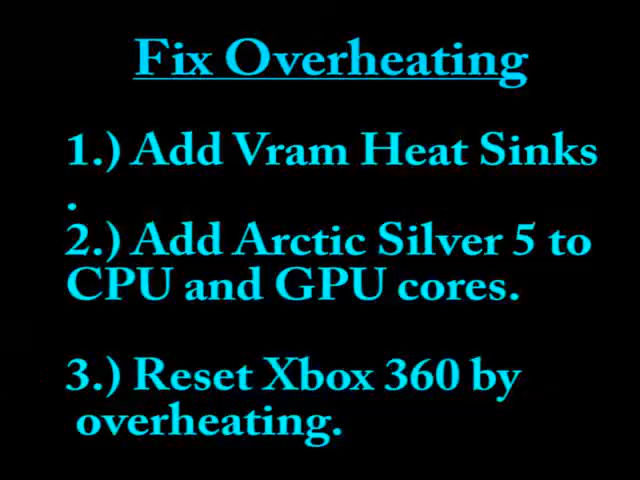 Fix Overheating
1.) Add Vram Heat Sinks
.
2.) Add Arctic Silver 5 to
CPU and GPU cores.
3.) Reset Xbox 360 by
overheating.